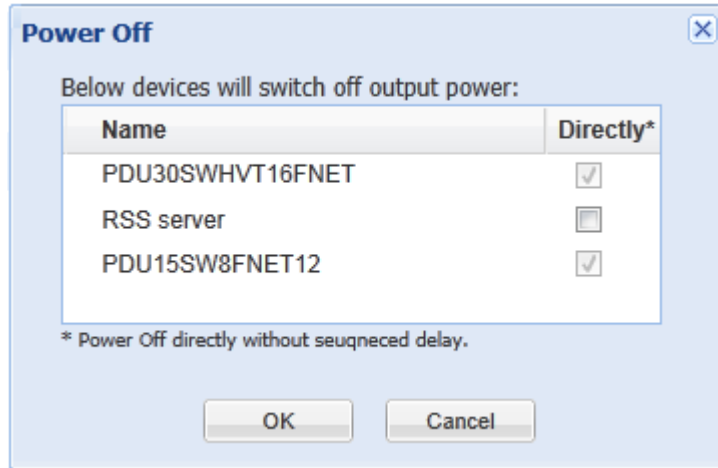 Power Off
Below devices will switch off output power:
Name Directly*
PDU30SWHVT16FNET
RSS server
PDU15SW8FNET12
* Power Off directly without seuqneced delay.
OK Cancel